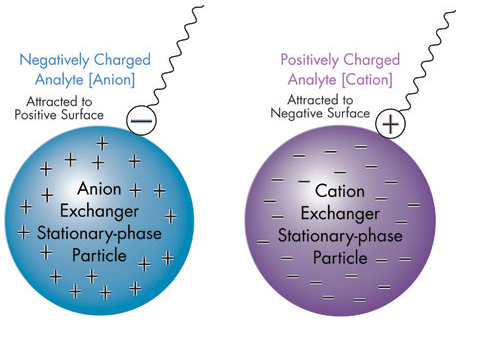 Negatively Charged
Analyte [Anion]
Attracted to
Positive Surface
−
Anion
Exchanger
Stationary-phase
Particle
Positively Charged
Analyte [Cation]
Attracted to
Negative Surface
+
Cation
Exchanger
Stationary-phase
Particle